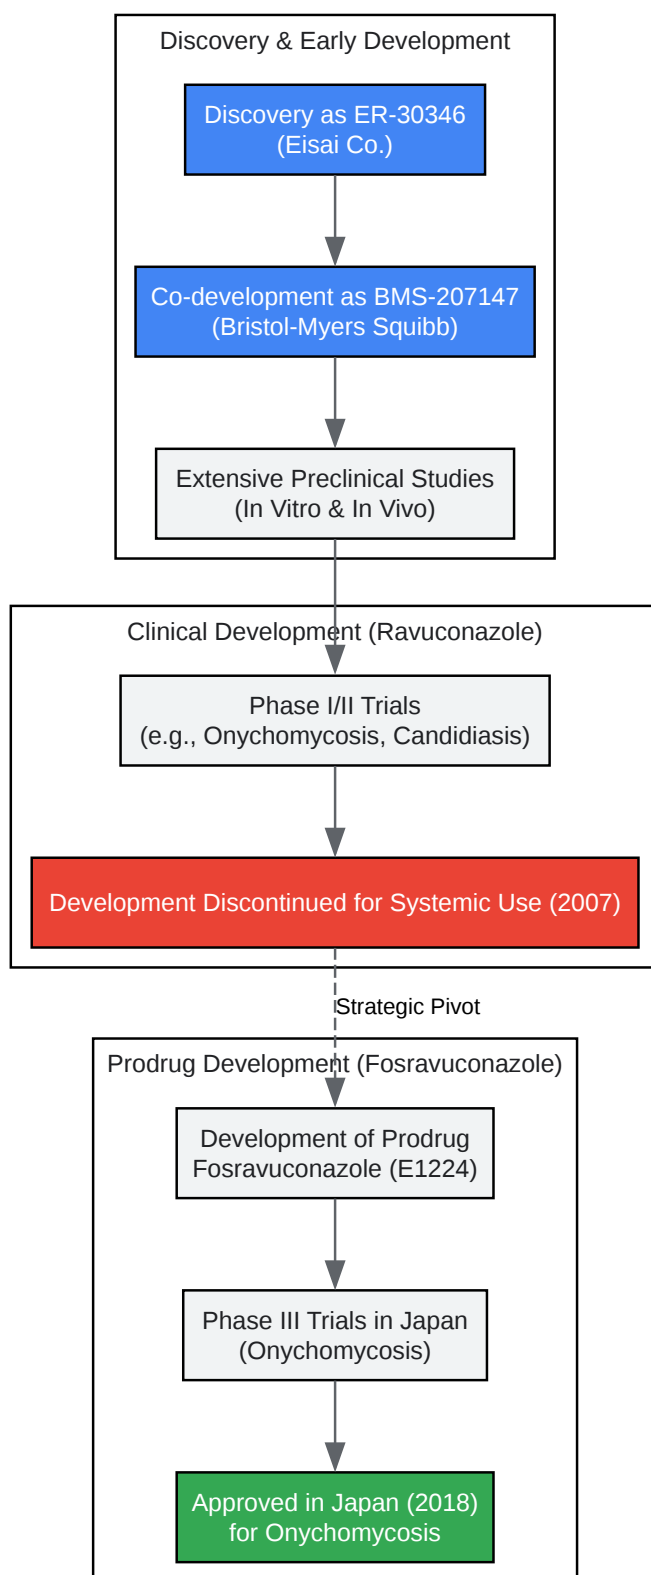 Discovery & Early Development
Discovery as ER-30346
(Eisai Co.)
Co-development as BMS-207147
(Bristol-Myers Squibb)
Extensive Preclinical Studies
(In Vitro & In Vivo)
Clinical Development (Ravuconazole)
Phase I/II Trials
(e.g., Onychomycosis, Candidiasis)
Development Discontinued for Systemic Use (2007)
Strategic Pivot
Prodrug Development (Fosravuconazole)
Development of Prodrug
Fosravuconazole (E1224)
Phase III Trials in Japan
(Onychomycosis)
Approved in Japan (2018)
for Onychomycosis